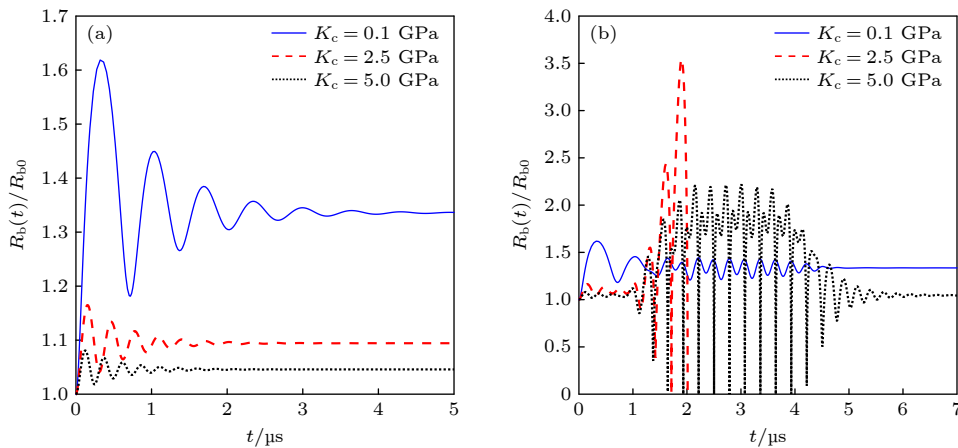 (a)
K_c = 0.1 GPa
K_c = 2.5 GPa
K_c = 5.0 GPa
R_b(t)/R_b0
1.7
1.6
1.5
1.4
1.3
1.2
1.1
1.0
0 1 2 3 4 5
t/μs
(b)
K_c = 0.1 GPa
K_c = 2.5 GPa
K_c = 5.0 GPa
R_b(t)/R_b0
4.0
3.5
3.0
2.5
2.0
1.5
1.0
0.5
0
0 1 2 3 4 5 6 7
t/μs